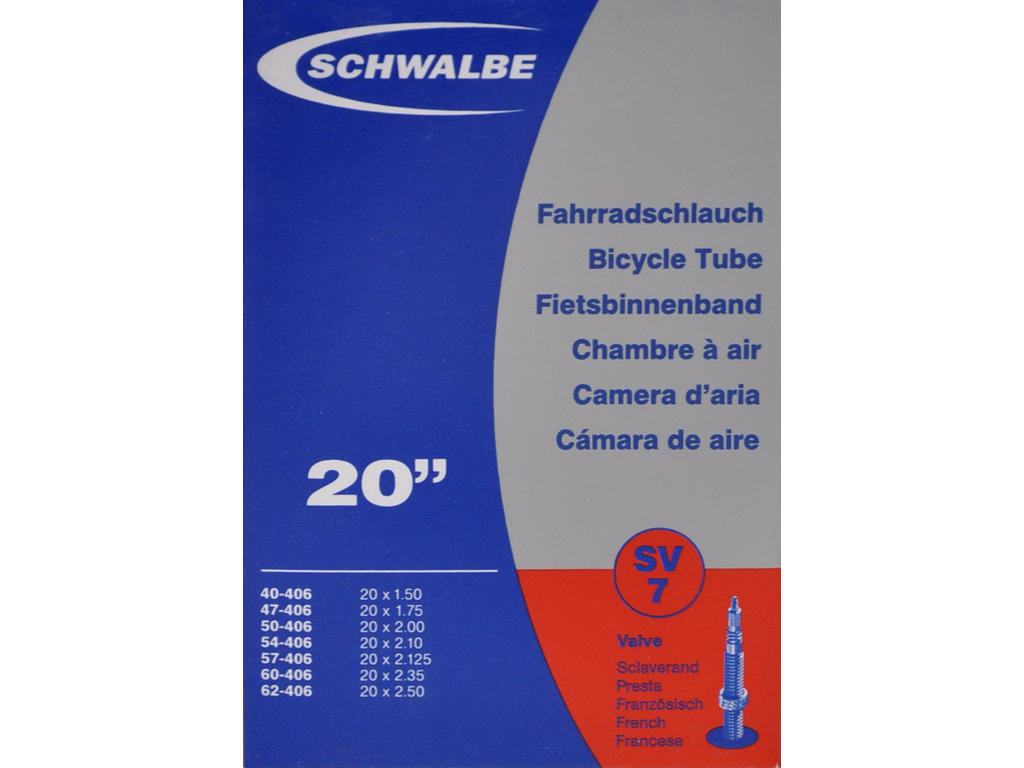 SCHWALBE
Fahrradschlauch
Bicycle Tube
Fietsbinnenband
Chambre à air
Camera d'aria
Cámara de aire
20”
40-406 20 x 1.50
47-406 20 x 1.75
50-406 20 x 2.00
54-406 20 x 2.10
57-406 20 x 2.125
60-406 20 x 2.35
62-406 20 x 2.50
SV
7
Valve
Sclaverand
Presta
Französisch
French
Francese